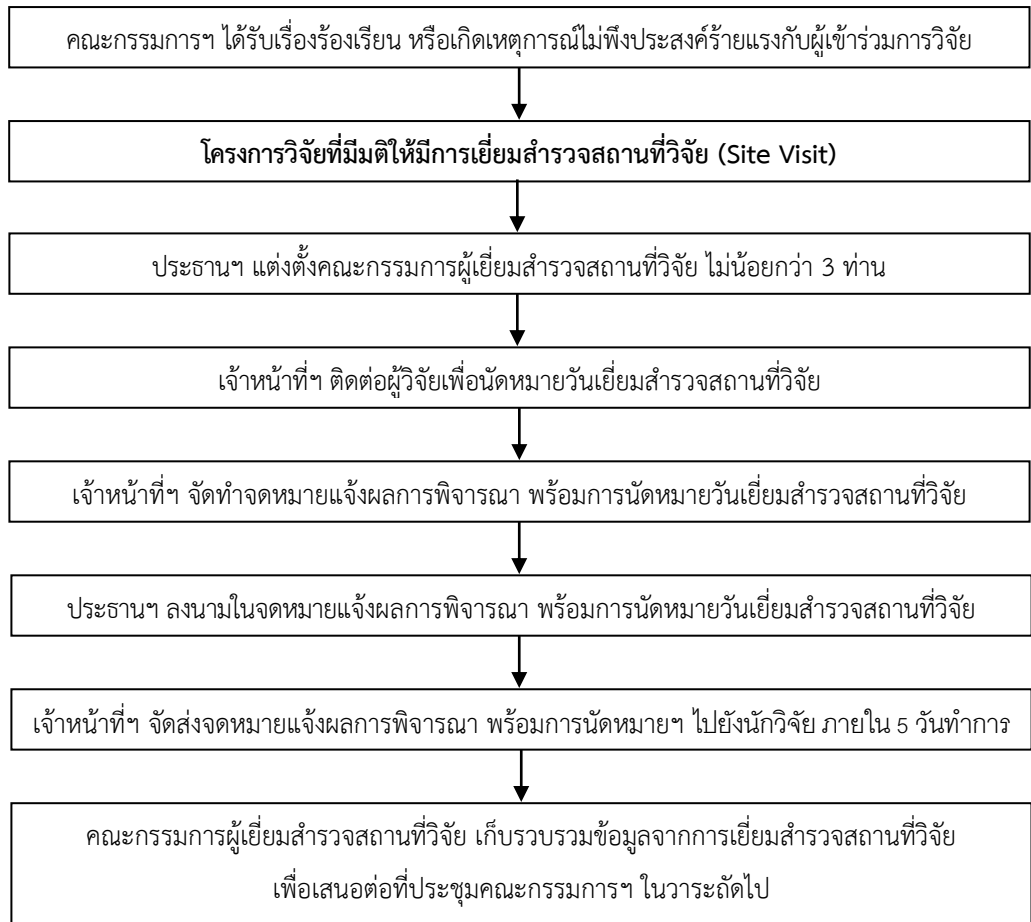 คณะกรรมการฯ ได้รับเรื่องร้องเรียน หรือเกิดเหตุการณ์ไม่พึงประสงค์ร้ายแรงกับผู้เข้าร่วมการวิจัย
โครงการวิจัยที่มีมติให้มีการเยี่ยมสำรวจสถานที่วิจัย (Site Visit)
ประธานฯ แต่งตั้งคณะกรรมการผู้เยี่ยมสำรวจสถานที่วิจัย ไม่น้อยกว่า 3 ท่าน
เจ้าหน้าที่ฯ ติดต่อผู้วิจัยเพื่อนัดหมายวันเยี่ยมสำรวจสถานที่วิจัย
เจ้าหน้าที่ฯ จัดทำจดหมายแจ้งผลการพิจารณา พร้อมการนัดหมายวันเยี่ยมสำรวจสถานที่วิจัย
ประธานฯ ลงนามในจดหมายแจ้งผลการพิจารณา พร้อมการนัดหมายวันเยี่ยมสำรวจสถานที่วิจัย
เจ้าหน้าที่ฯ จัดส่งจดหมายแจ้งผลการพิจารณา พร้อมการนัดหมายฯ ไปยังนักวิจัย ภายใน 5 วันทำการ
คณะกรรมการผู้เยี่ยมสำรวจสถานที่วิจัย เก็บรวบรวมข้อมูลจากการเยี่ยมสำรวจสถานที่วิจัย
เพื่อเสนอต่อที่ประชุมคณะกรรมการฯ ในวาระถัดไป